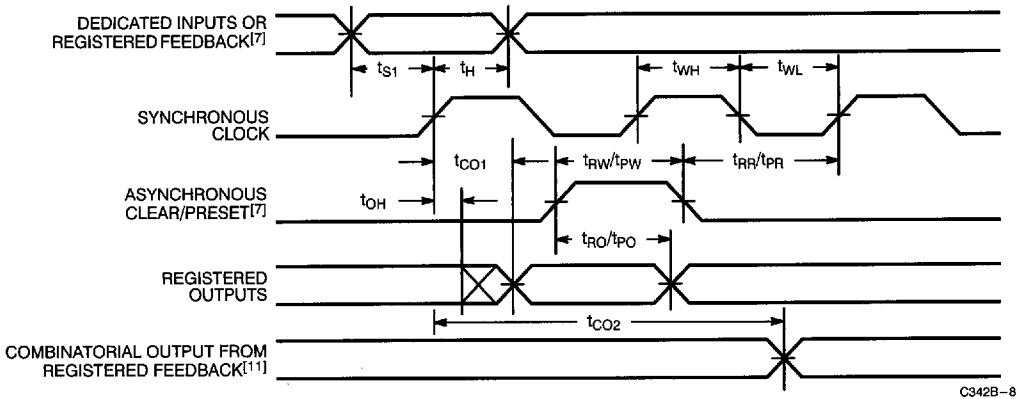 DEDICATED INPUTS OR
REGISTERED FEEDBACK[7]
tS1
tH
tWH
tWL
SYNCHRONOUS
CLOCK
tCO1
tRW/tPW
tRR/tPR
ASYNCHRONOUS
CLEAR/PRESET[7]
tOH
tRO/tPO
REGISTERED
OUTPUTS
tCO2
COMBINATORIAL OUTPUT FROM
REGISTERED FEEDBACK[11]
C342B–8